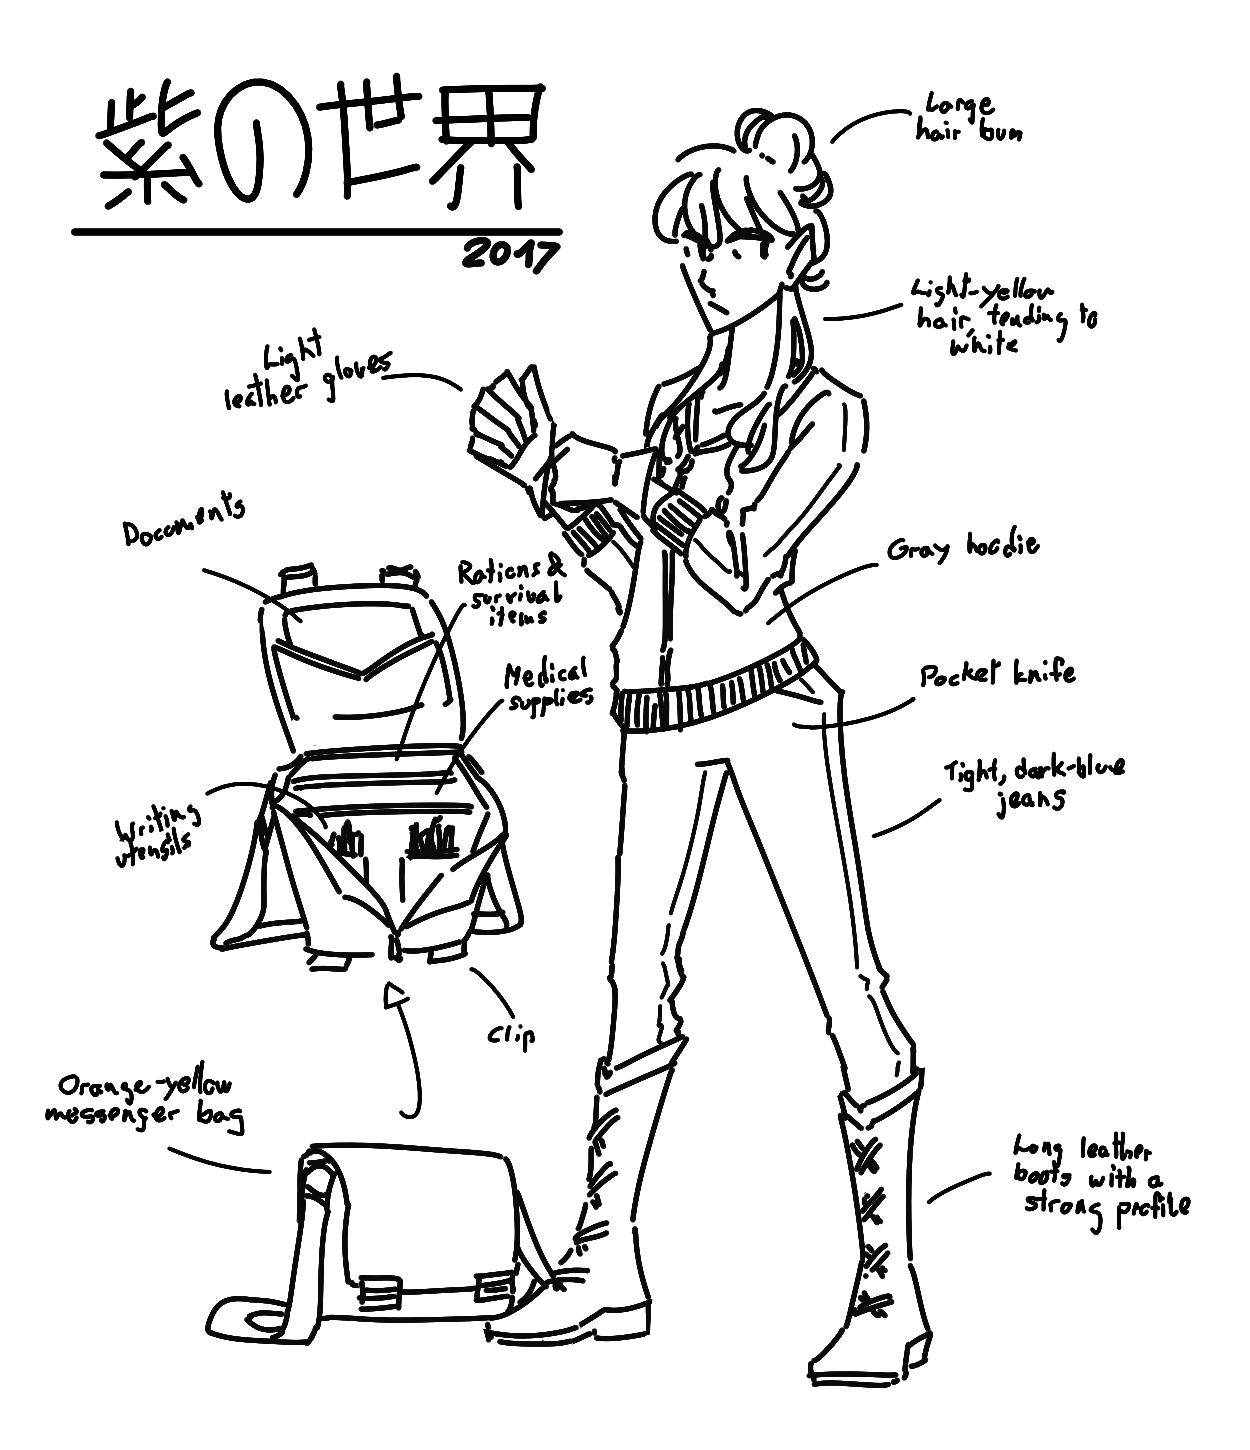 紫の世界
2017
Large
hair bun
Light-yellow
hair, tending to
white
Light
leather gloves
Documents
Rations &
survival
items
Gray hoodie
Medical
supplies
Pocket knife
Tight, dark-blue
jeans
Writing
utensils
Clip
Orange-yellow
messenger bag
Long leather
boots with a
strong profile